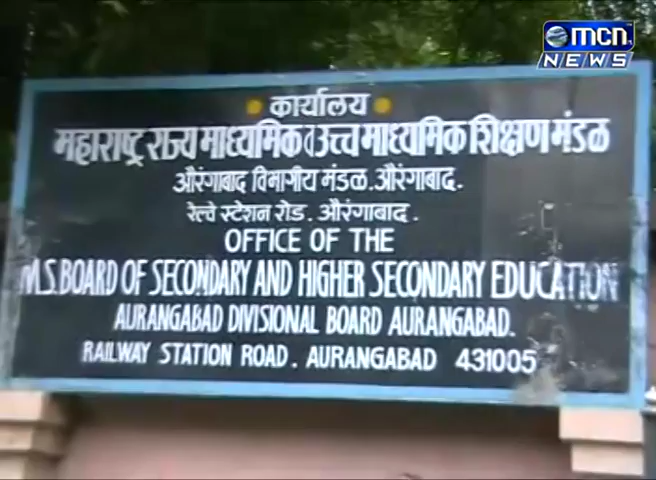 mcn
NEWS
कार्यालय
महाराष्ट्र राज्य माध्यमिक व उच्च माध्यमिक शिक्षण मंडळ
औरंगाबाद विभागीय मंडळ. औरंगाबाद.
रेल्वे स्टेशन रोड. औरंगाबाद.
OFFICE OF THE
M.S. BOARD OF SECONDARY AND HIGHER SECONDARY EDUCATION
AURANGABAD DIVISIONAL BOARD AURANGABAD.
RAILWAY STATION ROAD. AURANGABAD 431005.